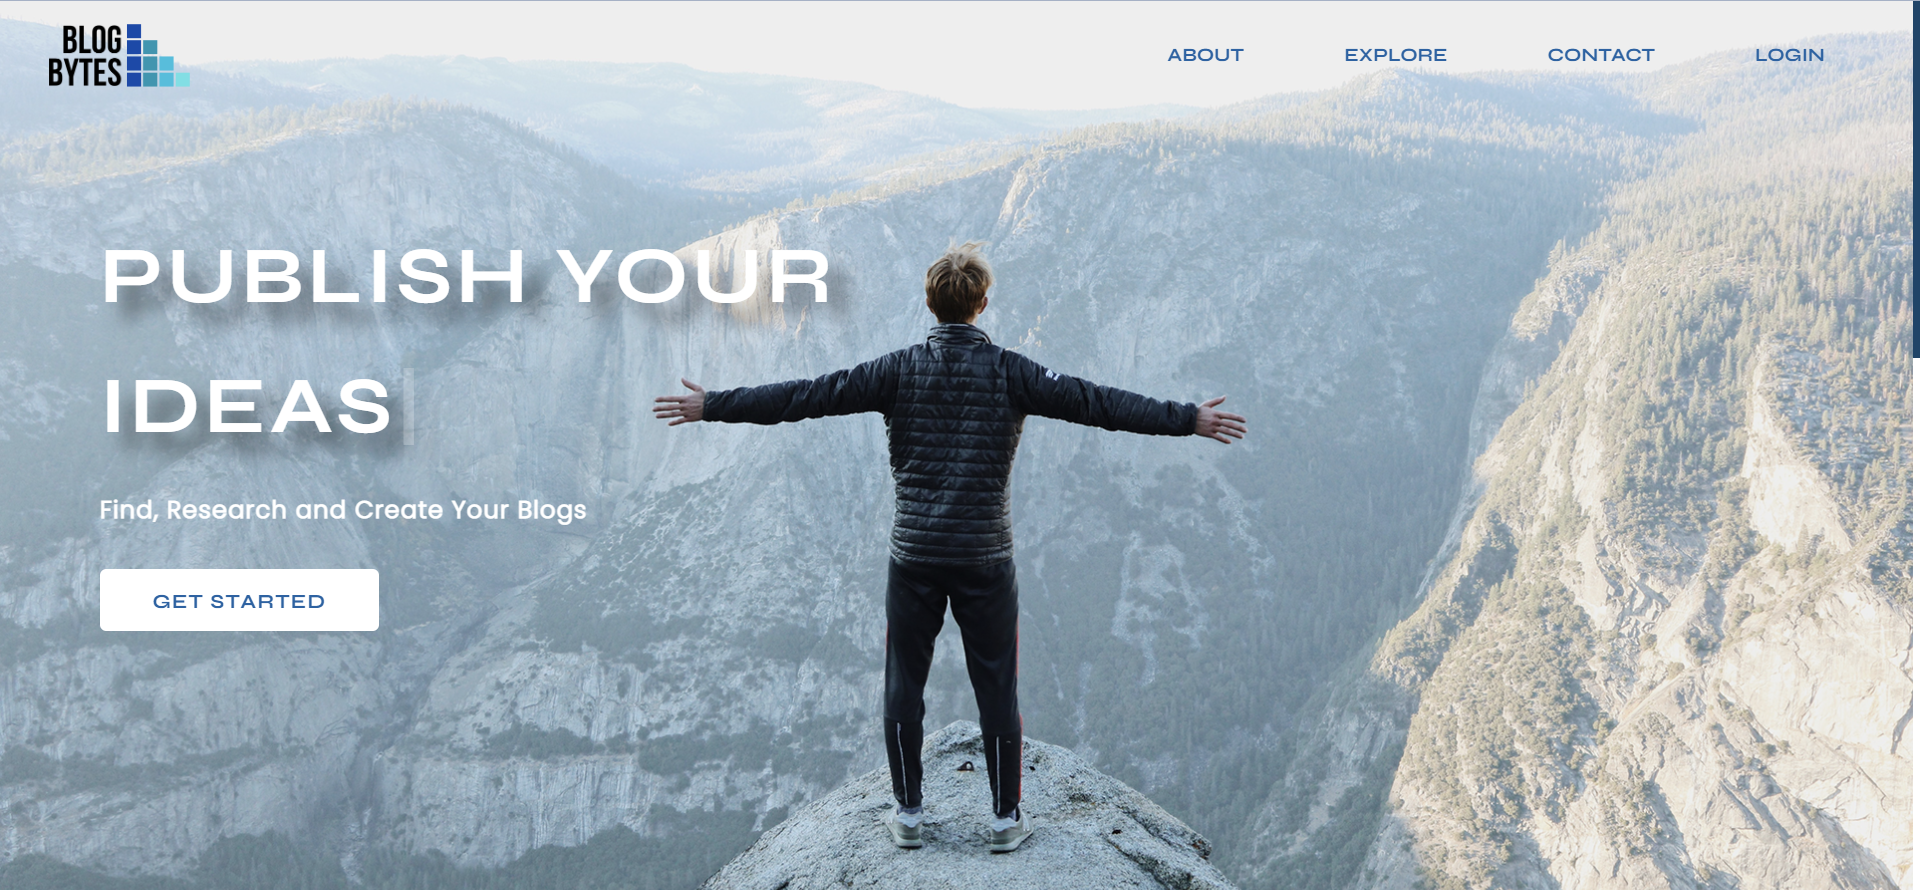 BLOG
BYTES
ABOUT
EXPLORE
CONTACT
LOGIN
PUBLISH YOUR
IDEAS
Find, Research and Create Your Blogs
GET STARTED